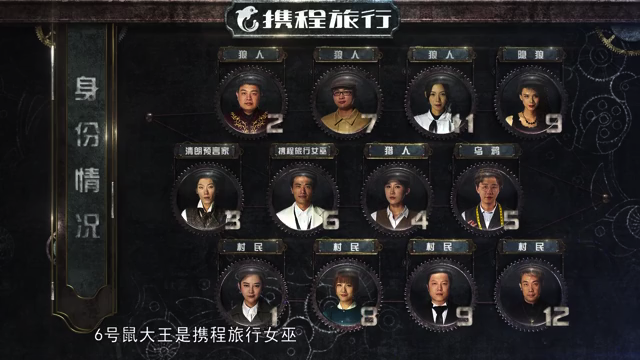 携程旅行
身份情况
狼人
狼人
狼人
隐狼
2
7
11
9
清朗预言家
携程旅行女巫
猎人
乌鸦
3
6
4
5
村民
村民
村民
村民
1
8
9
12
6号鼠大王是携程旅行女巫